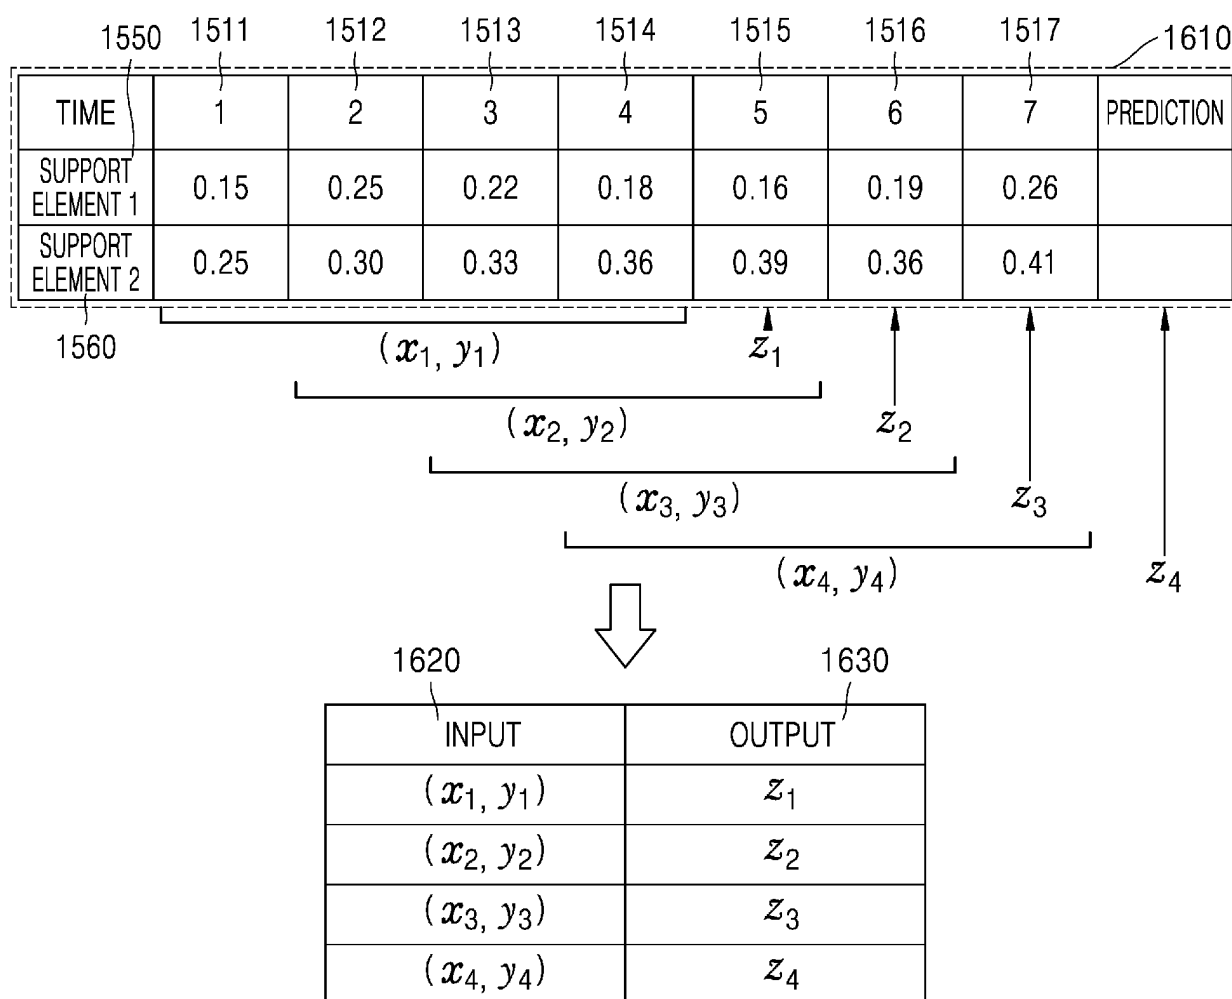 1550 1511 1512 1513 1514 1515 1516 1517 1610
TIME 1 2 3 4 5 6 7 PREDICTION
SUPPORT ELEMENT 1 0.15 0.25 0.22 0.18 0.16 0.19 0.26
SUPPORT ELEMENT 2 0.25 0.30 0.33 0.36 0.39 0.36 0.41
1560
(x₁, y₁) z₁
(x₂, y₂) z₂
(x₃, y₃) z₃
(x₄, y₄) z₄
1620 1630
INPUT OUTPUT
(x₁, y₁) z₁
(x₂, y₂) z₂
(x₃, y₃) z₃
(x₄, y₄) z₄